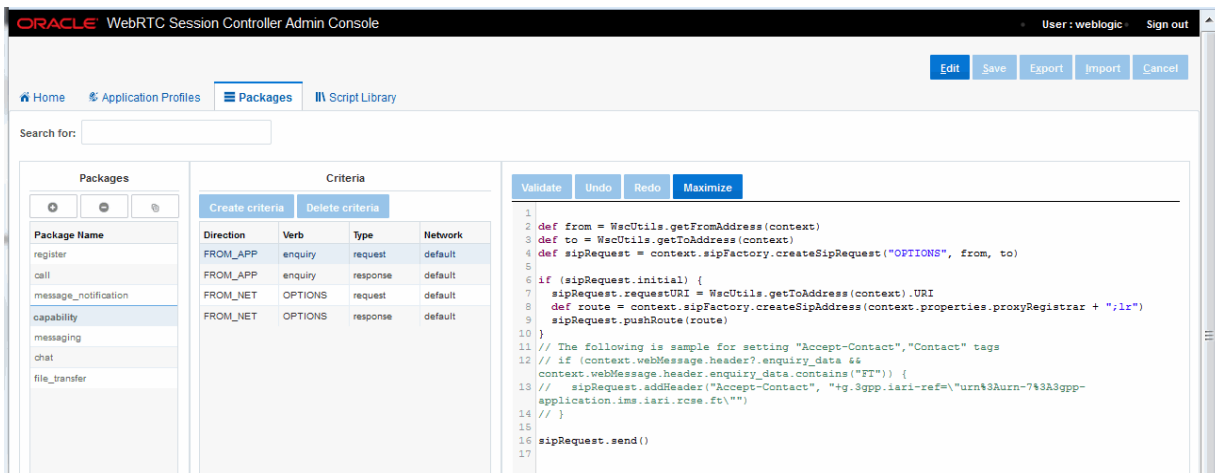 ORACLE WebRTC Session Controller Admin Console
User : weblogic
Sign out
Edit
Save
Export
Import
Cancel
Home
Application Profiles
Packages
Script Library
Search for:
Packages
Package Name
register
call
message_notification
capability
messaging
chat
file_transfer
Criteria
Create criteria
Delete criteria
Direction Verb Type Network
FROM_APP enquiry request default
FROM_APP enquiry response default
FROM_NET OPTIONS request default
FROM_NET OPTIONS response default
Validate
Undo
Redo
Maximize
1
2 def from = WscUtils.getFromAddress(context)
3 def to = WscUtils.getToAddress(context)
4 def sipRequest = context.sipFactory.createSipRequest("OPTIONS", from, to)
5
6 if (sipRequest.initial) {
7 sipRequest.requestURI = WscUtils.getToAddress(context).URI
8 def route = context.sipFactory.createSipAddress(context.properties.proxyRegistrar + ";lr")
9 sipRequest.pushRoute(route)
10 }
11 // The following is sample for setting "Accept-Contact","Contact" tags
12 // if (context.webMessage.header?.enquiry_data &&
context.webMessage.header.enquiry_data.contains("FT")) {
13 // sipRequest.addHeader("Accept-Contact", "+g.3gpp.iari-ref=\"urn%3Aurn-7%3A3gpp-
application.ims.iari.rcse.ft\"")
14 // }
15
16 sipRequest.send()
17